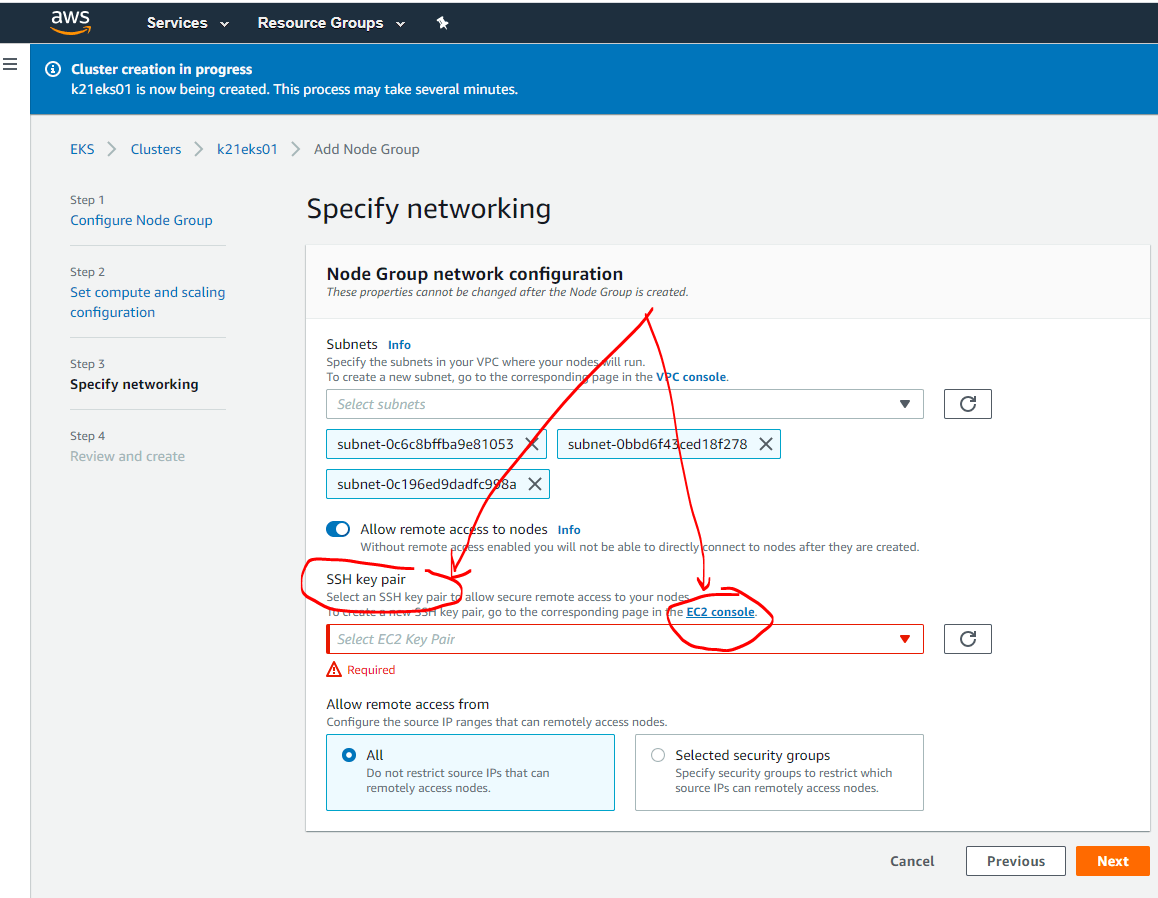 aws
Services
Resource Groups
Cluster creation in progress
k21eks01 is now being created. This process may take several minutes.
EKS > Clusters > k21eks01 > Add Node Group
Step 1
Configure Node Group
Step 2
Set compute and scaling
configuration
Step 3
Specify networking
Step 4
Review and create
Specify networking
Node Group network configuration
These properties cannot be changed after the Node Group is created.
Subnets Info
Specify the subnets in your VPC where your nodes will run.
To create a new subnet, go to the corresponding page in the VPC console.
Select subnets
subnet-0c6c8bffba9e81053
subnet-0bbd6f43ced18f278
subnet-0c196ed9dadfc998a
Allow remote access to nodes Info
Without remote access enabled you will not be able to directly connect to nodes after they are created.
SSH key pair
Select an SSH key pair to allow secure remote access to your nodes.
To create a new SSH key pair, go to the corresponding page in the EC2 console.
Select EC2 Key Pair
Required
Allow remote access from
Configure the source IP ranges that can remotely access nodes.
All
Do not restrict source IPs that can
remotely access nodes.
Selected security groups
Specify security groups to restrict which
source IPs can remotely access nodes.
Cancel
Previous
Next